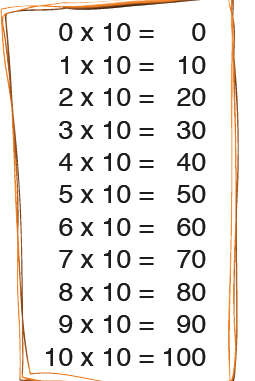 0 x 10 = 0
1 x 10 = 10
2 x 10 = 20
3 x 10 = 30
4 x 10 = 40
5 x 10 = 50
6 x 10 = 60
7 x 10 = 70
8 x 10 = 80
9 x 10 = 90
10 x 10 = 100